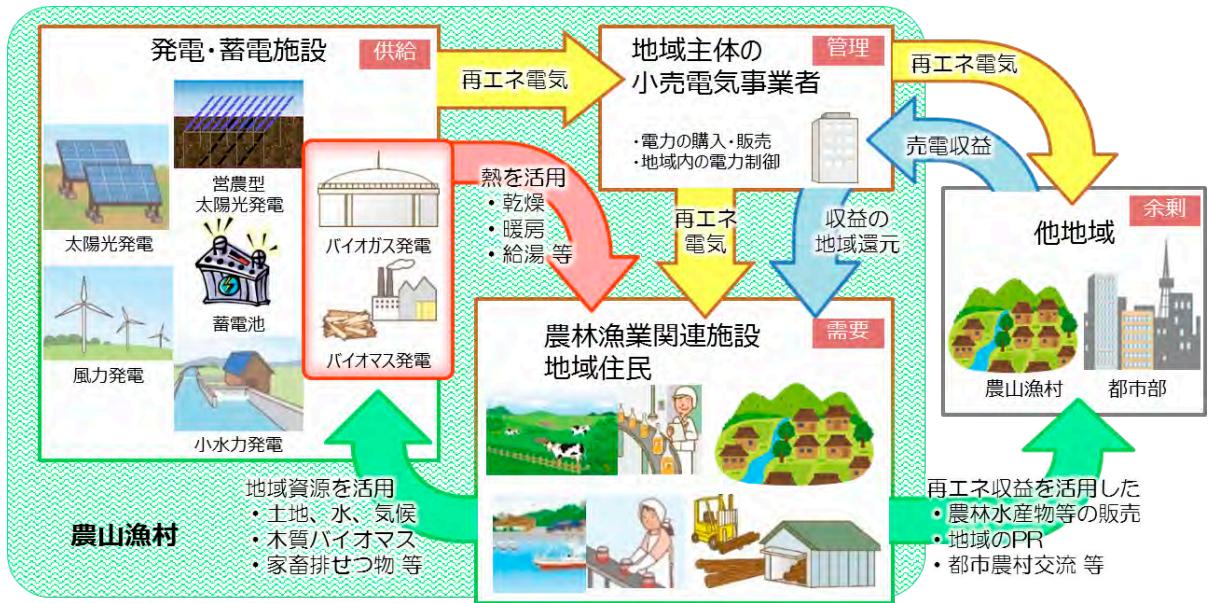 発電・蓄電施設
供給
太陽光発電
営農型
太陽光発電
蓄電池
風力発電
小水力発電
バイオガス発電
バイオマス発電
再エネ電気
地域主体の
小売電気事業者
管理
・電力の購入・販売
・地域内の電力制御
再エネ電気
売電収益
熱を活用
・乾燥
・暖房
・給湯 等
再エネ
電気
収益の
地域還元
他地域
余剰
農山漁村
都市部
農林漁業関連施設
地域住民
需要
地域資源を活用
・土地、水、気候
・木質バイオマス
・家畜排せつ物 等
農山漁村
再エネ収益を活用した
・農林水産物等の販売
・地域のPR
・都市農村交流 等